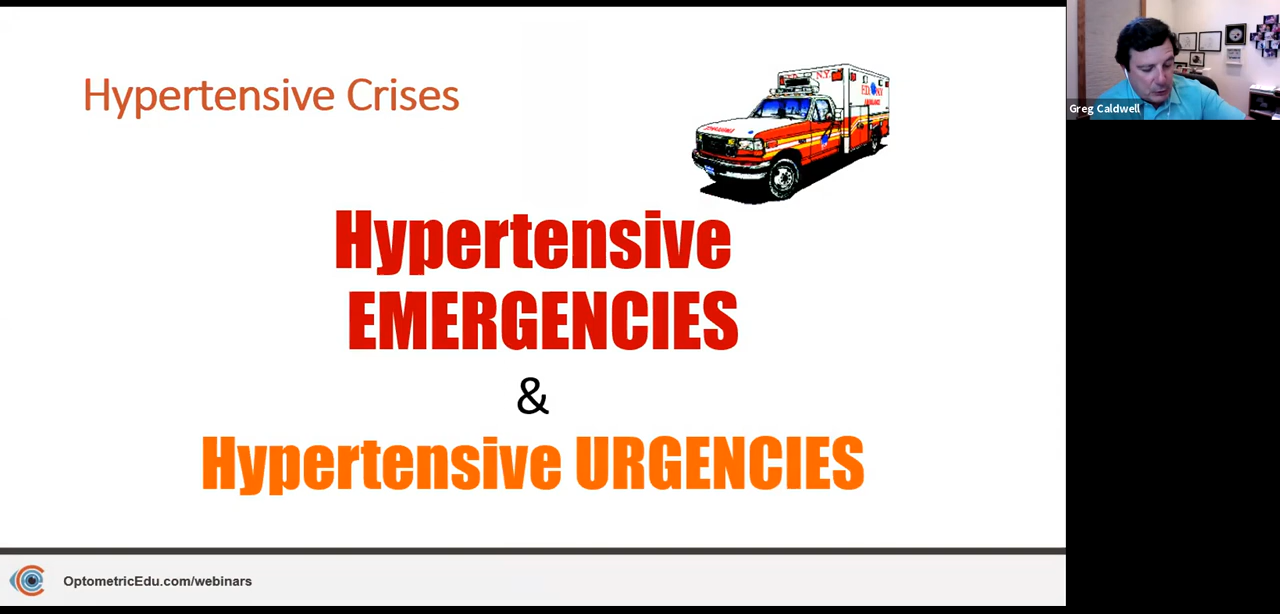 Hypertensive Crises
Greg Caldwell
Hypertensive
EMERGENCIES
&
Hypertensive URGENCIES
OptometricEdu.com/webinars